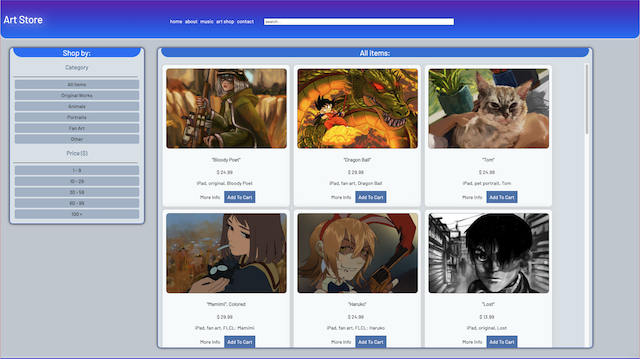 Art Store
home about music art shop contact
search...
Shop by:
Category
All Items
Original Works
Animals
Portraits
Fan Art
Other
Price ($)
1 - 9
10 - 29
30 - 59
60 - 99
100 +
All items:
"Bloody Poet"
$ 24.99
iPad, original, Bloody Poet
More Info Add To Cart
"Dragon Ball"
$ 29.99
iPad, fan art, Dragon Ball
More Info Add To Cart
"Tom"
$ 24.99
iPad, pet portrait, Tom
More Info Add To Cart
"Mamimi", Colored
$ 29.99
iPad, fan art, FLCL: Mamimi
More Info Add To Cart
"Haruko"
$ 24.99
iPad, fan art, FLCL: Haruko
More Info Add To Cart
"Lost"
$ 13.99
iPad, original, Lost
More Info Add To Cart